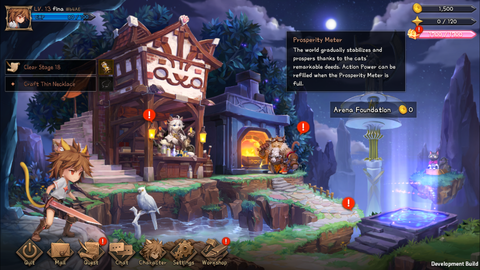 LV. 13 fina
1,500
0 / 120
Clear Stage 18
Craft Thin Necklace
Prosperity Meter
The world gradually stabilizes and
prospers thanks to the cats'
remarkable deeds. Action Power can be
refilled when the Prosperity Meter is
full.
Arena Foundation 0
Quit
Mail
Quest
Chat
Character
Settings
Workshop
Development Build